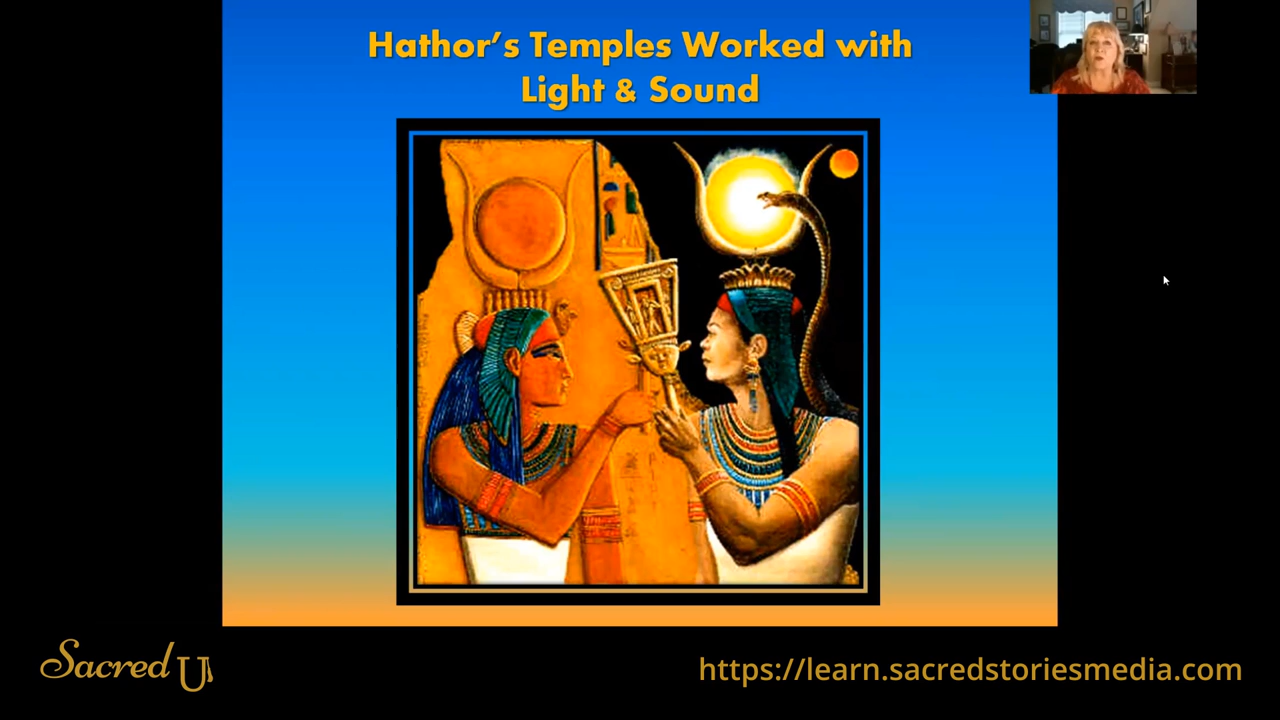 Hathor's Temples Worked with
Light & Sound
Sacred U
https://learn.sacredstoriesmedia.com